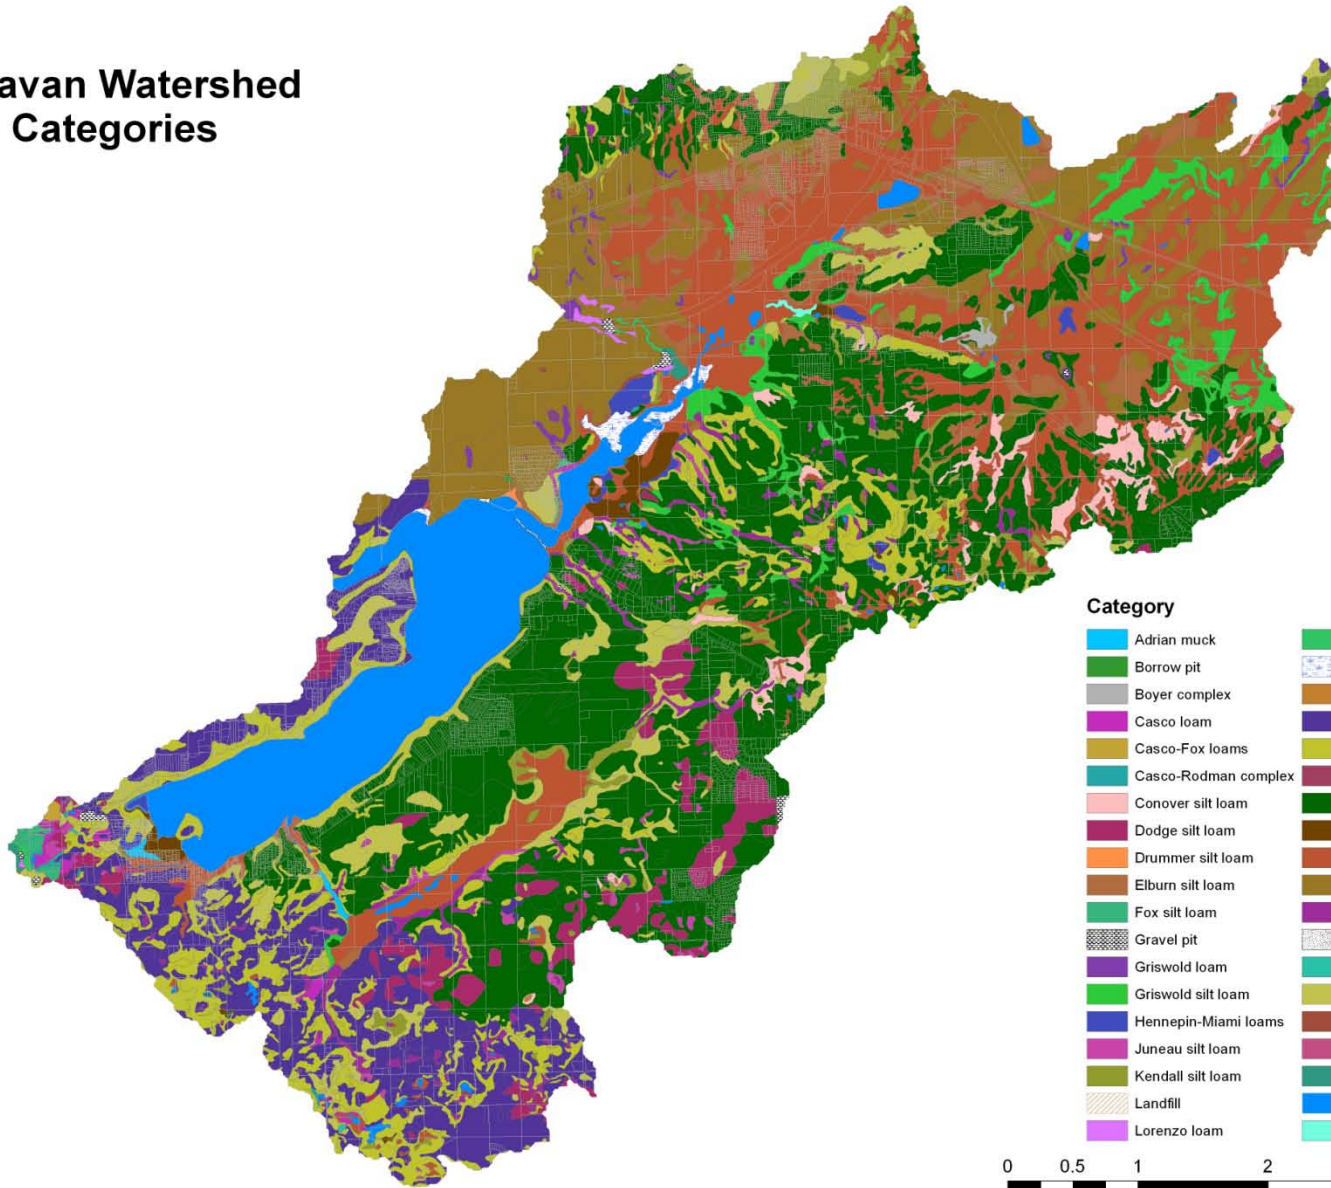 avan Watershed
Categories
Category
Adrian muck
Borrow pit
Boyer complex
Casco loam
Casco-Fox loams
Casco-Rodman complex
Conover silt loam
Dodge silt loam
Drummer silt loam
Elburn silt loam
Fox silt loam
Gravel pit
Griswold loam
Griswold silt loam
Hennepin-Miami loams
Juneau silt loam
Kendall silt loam
Landfill
Lorenzo loam
0 0.5 1 2